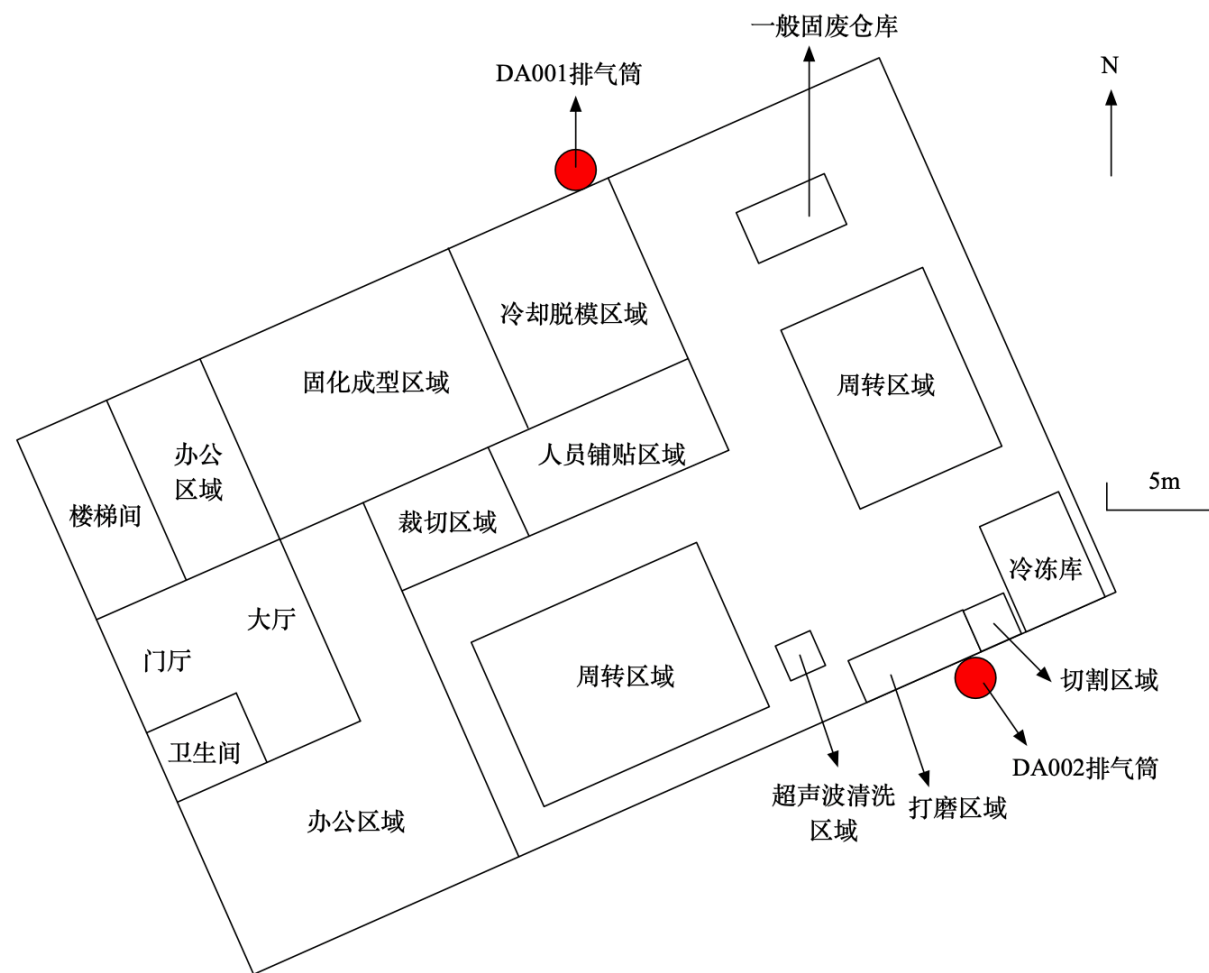 一般固废仓库
DA001排气筒
N
冷却脱模区域
固化成型区域
周转区域
办公
区域
人员铺贴区域
楼梯间
裁切区域
5m
冷冻库
大厅
门厅
周转区域
切割区域
卫生间
DA002排气筒
超声波清洗
区域
打磨区域
办公区域